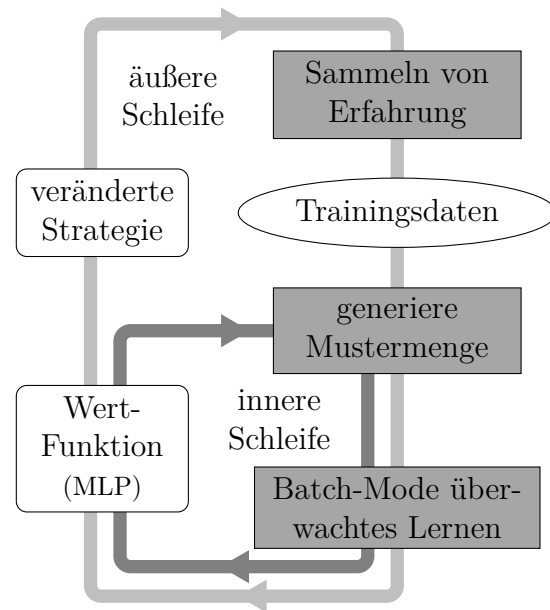 äußere
Schleife
Sammeln von
Erfahrung
veränderte
Strategie
Trainingsdaten
generiere
Mustermenge
Wert-
Funktion
(MLP)
innere
Schleife
Batch-Mode über-
wachtes Lernen